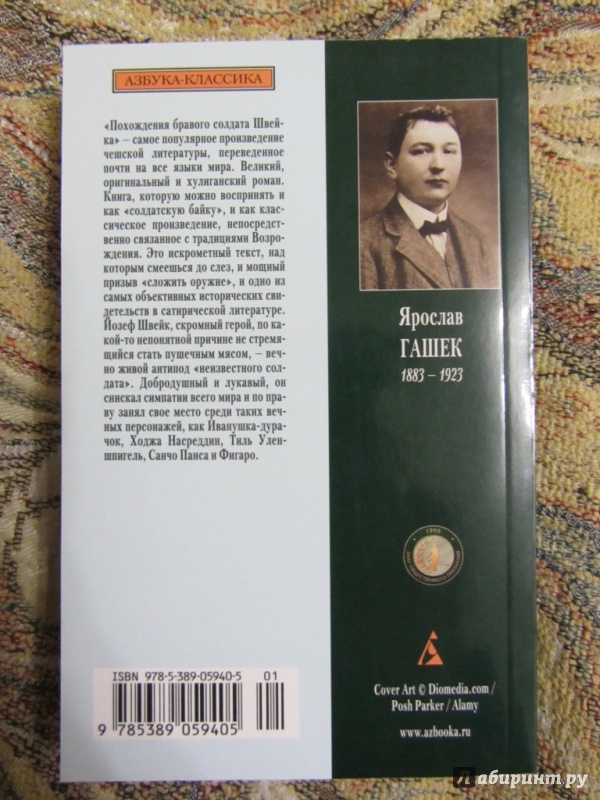 АЗБУКА-КЛАССИКА
«Похождения бравого солдата Швей-
ка» – самое популярное произведение
чешской литературы, переведенное
почти на все языки мира. Великий,
оригинальный и хулиганский роман.
Книга, которую можно воспринять и
как «солдатскую байку», и как клас-
сическое произведение, непосредст-
венно связанное с традициями Возро-
ждения. Это искрометный текст, над
которым смеешься до слез, и мощный
призыв «сложить оружие», и одно из
самых объективных исторических сви-
детельств в сатирической литературе.
Йозеф Швейк, скромный герой, по ка-
кой-то непонятной причине не стремя-
щийся стать пушечным мясом, – веч-
но живой антипод «неизвестного сол-
дата». Добродушный и лукавый, он
снискал симпатии всего мира и по пра-
ву занял свое место среди таких веч-
ных персонажей, как Иванушка-дура-
чок, Ходжа Насреддин, Тиль Улен-
шпигель, Санчо Панса и Фигаро.
ISBN 978-5-389-05940-5
01
9 785389 059405
Ярослав
ГАШЕК
1883 – 1923
1998
Cover Art © Diomedia.com /
Posh Parker / Alamy
www.azbooka.ru
Лабиринт.ру